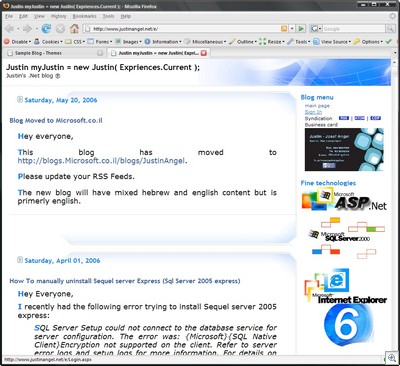 Justin myJustin = new Justin( Expriences.Current ); - Mozilla Firefox
File Edit View History Bookmarks Tools Help
http://www.justinangel.net/e/
Disable Cookies CSS Forms Images Information Miscellaneous Outline Resize Tools View Source Options
Sample Blog - Themes
Justin myJustin = new Justin( Expri...
Justin myJustin = new Justin( Expriences.Current );
Justin's .Net blog
Saturday, May 20, 2006
Blog Moved to Microsoft.co.il
Hey everyone,
This blog has moved to
http://blogs.Microsoft.co.il/blogs/JustinAngel.
Please update your RSS Feeds.
The new blog will have mixed hebrew and english content but is
primerly english.
Saturday, April 01, 2006
How To manually uninstall Sequel server Express (Sql Server 2005 express)
Hey Everyone,
I recently had the following error trying to install Sequel server 2005
express:
SQL Server Setup could not connect to the database service for
server configuration. The error was: {Microsoft}{SQL Native
Client}Encryption not supported on the client. Refer to server
error logs and setup logs for more information. For details on
Blog menu
main page
Sign In
Syndication RSS | ATOM | CDF
Business card
Justin - Josef Angel
Fine technologies
Microsoft
ASP.Net
Microsoft
SQL Server 2000
Microsoft
Internet Explorer
6
http://www.justinangel.net/e/Login.aspx